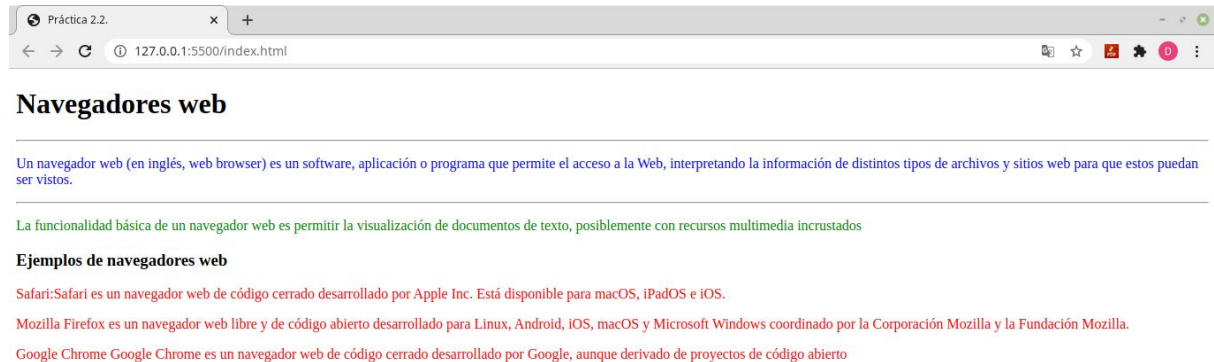 Práctica 2.2.
127.0.0.1:5500/index.html
D
Navegadores web
Un navegador web (en inglés, web browser) es un software, aplicación o programa que permite el acceso a la Web, interpretando la información de distintos tipos de archivos y sitios web para que estos puedan
ser vistos.
La funcionalidad básica de un navegador web es permitir la visualización de documentos de texto, posiblemente con recursos multimedia incrustados
Ejemplos de navegadores web
Safari:Safari es un navegador web de código cerrado desarrollado por Apple Inc. Está disponible para macOS, iPadOS e iOS.
Mozilla Firefox es un navegador web libre y de código abierto desarrollado para Linux, Android, iOS, macOS y Microsoft Windows coordinado por la Corporación Mozilla y la Fundación Mozilla.
Google Chrome Google Chrome es un navegador web de código cerrado desarrollado por Google, aunque derivado de proyectos de código abierto